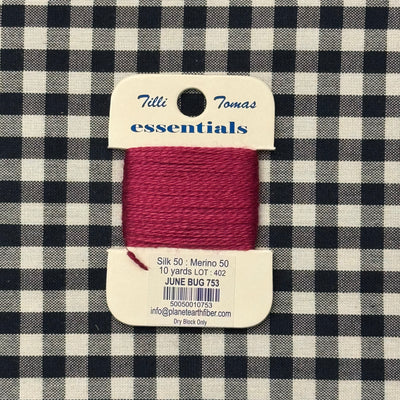 Tilli Tomas
essentials
Silk 50 : Merino 50
10 yards LOT : 402
JUNE BUG 753
50050010753
info@planetearthfiber.com
Dry Block Only